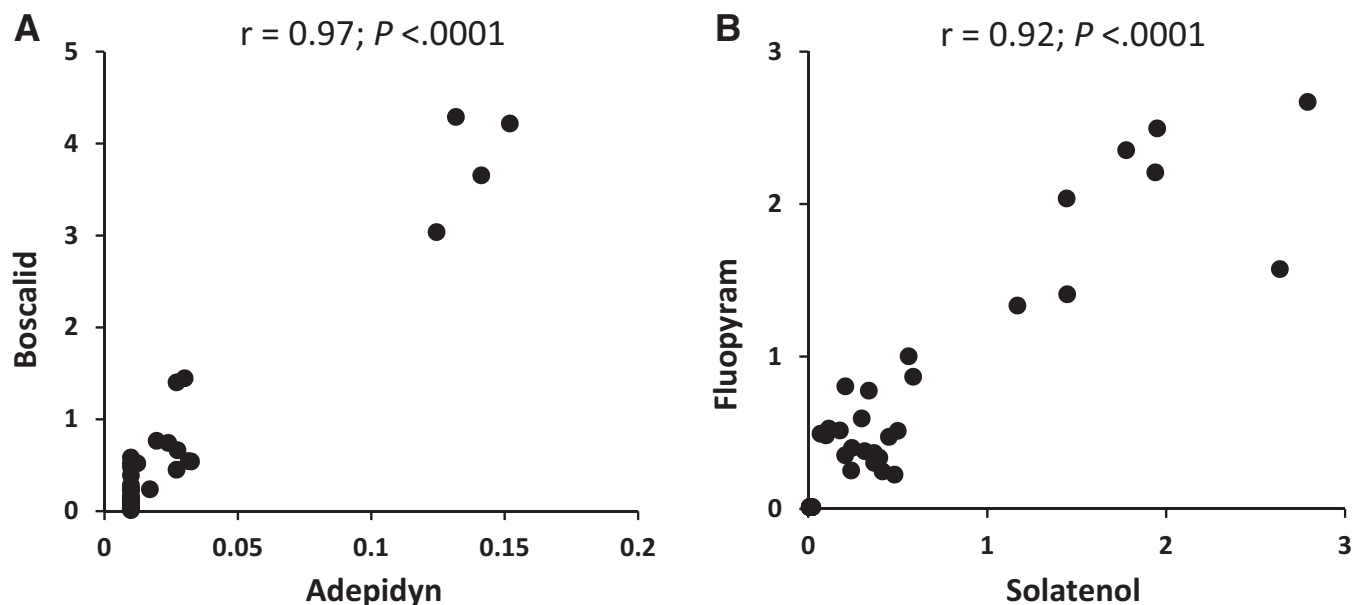 A
r = 0.97; P <.0001
5
4
3
2
1
0
Boscalid
0
0.05
0.1
0.15
0.2
Adepidyn
B
r = 0.92; P <.0001
3
2
1
0
Fluopyram
0
1
2
3
Solatenol